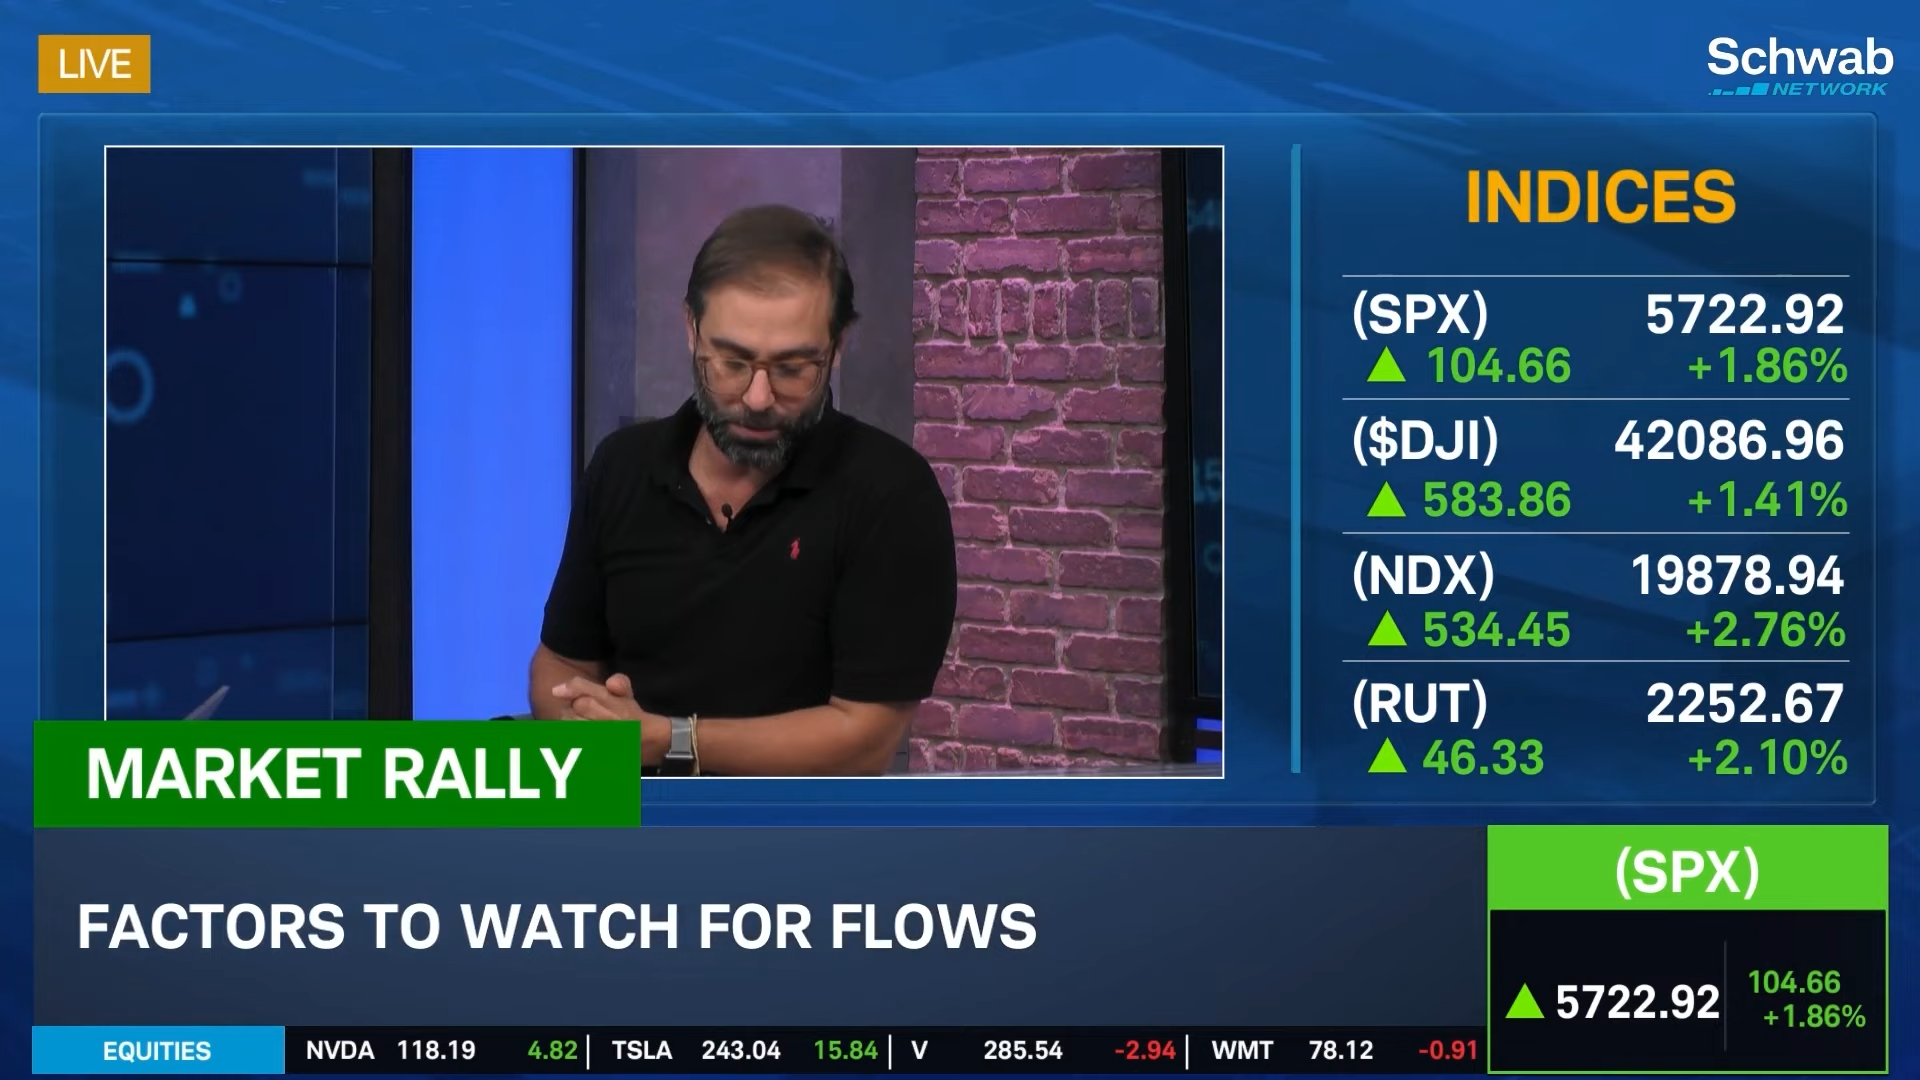 LIVE
Schwab
NETWORK
INDICES
(SPX) 5722.92
▲ 104.66 +1.86%
($DJI) 42086.96
▲ 583.86 +1.41%
(NDX) 19878.94
▲ 534.45 +2.76%
(RUT) 2252.67
▲ 46.33 +2.10%
MARKET RALLY
FACTORS TO WATCH FOR FLOWS
(SPX)
▲ 5722.92
104.66
+1.86%
EQUITIES
NVDA 118.19 4.82 | TSLA 243.04 15.84 | V 285.54 -2.94 | WMT 78.12 -0.91